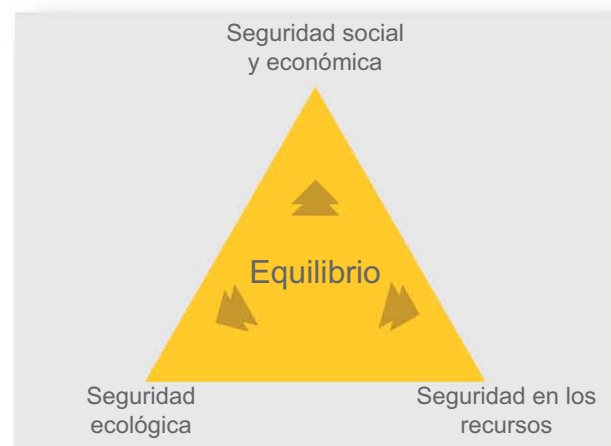 Seguridad social
y económica
Equilibrio
Seguridad
ecológica
Seguridad en los
recursos